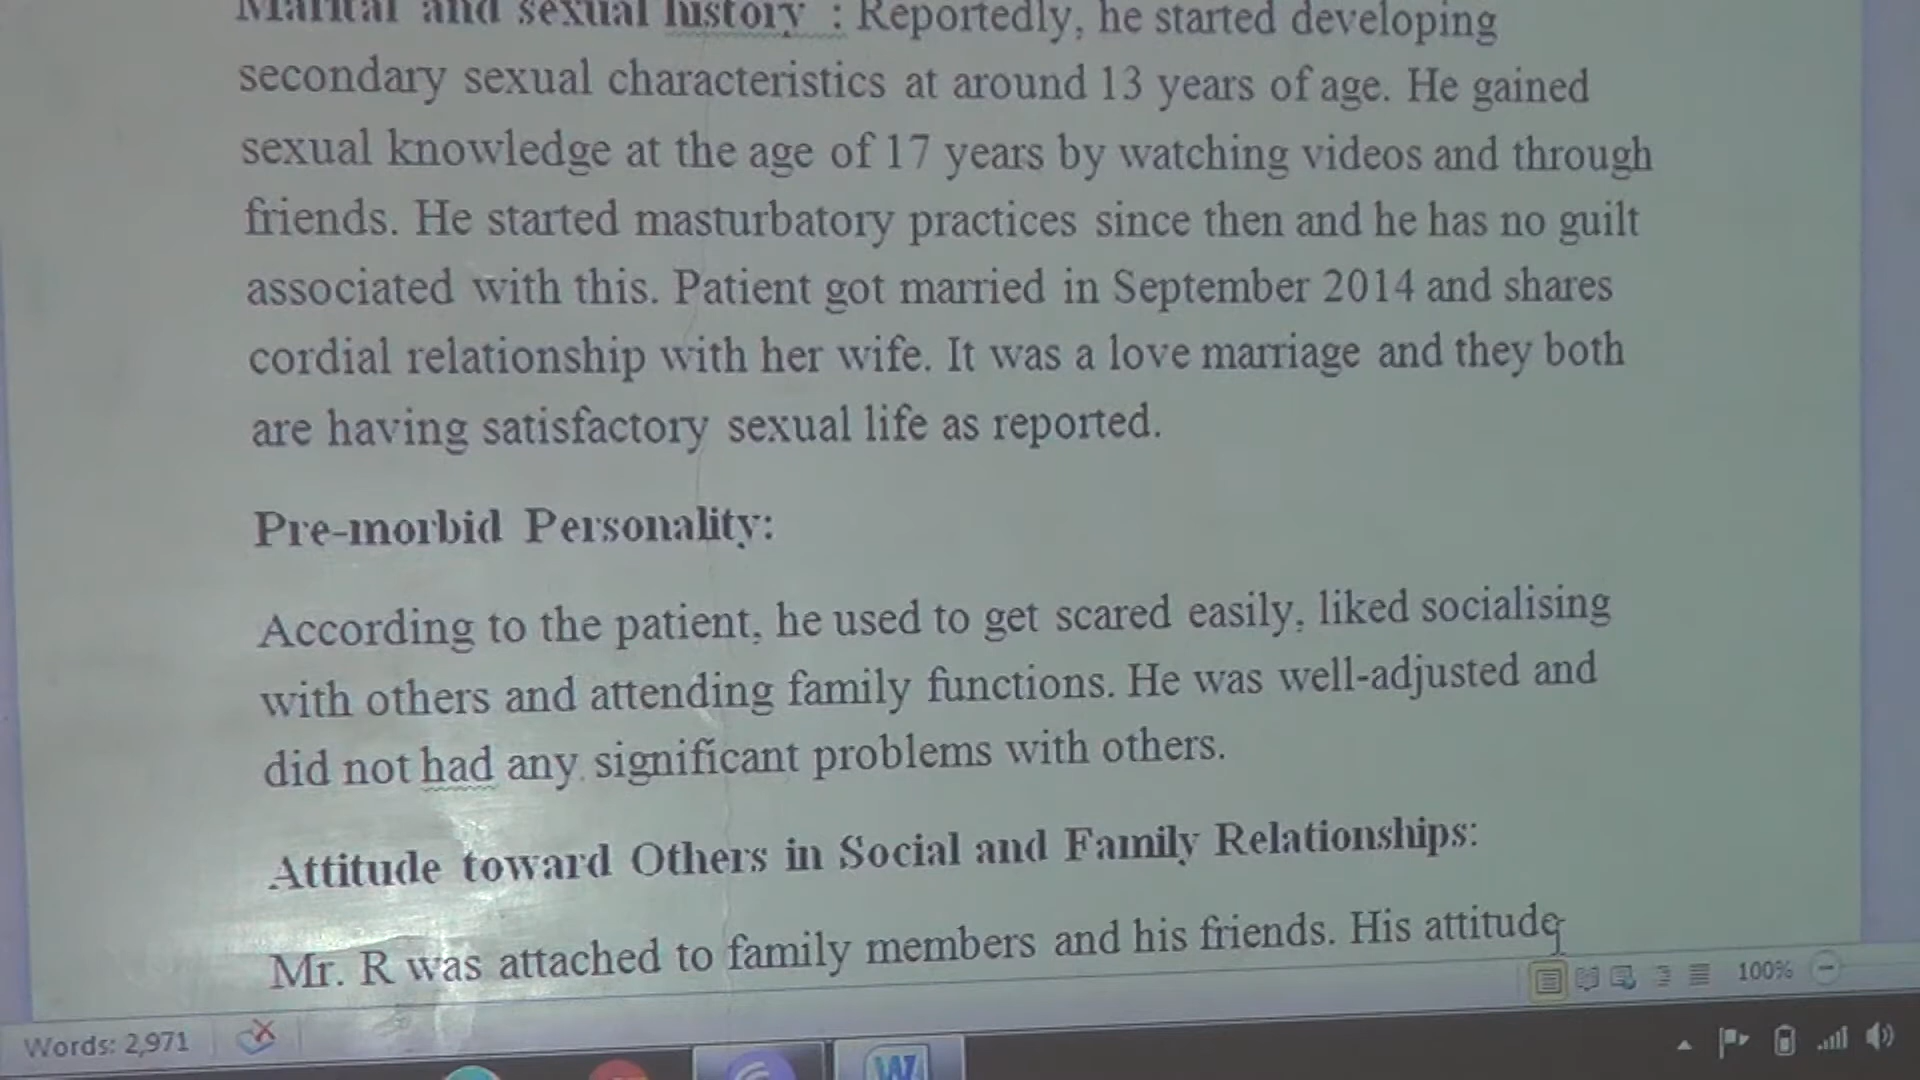 Marital and sexual history : Reportedly, he started developing
secondary sexual characteristics at around 13 years of age. He gained
sexual knowledge at the age of 17 years by watching videos and through
friends. He started masturbatory practices since then and he has no guilt
associated with this. Patient got married in September 2014 and shares
cordial relationship with her wife. It was a love marriage and they both
are having satisfactory sexual life as reported.
Pre-morbid Personality:
According to the patient, he used to get scared easily, liked socialising
with others and attending family functions. He was well-adjusted and
did not had any significant problems with others.
Attitude toward Others in Social and Family Relationships:
Mr. R was attached to family members and his friends. His attitude
100%
Words: 2,971
W